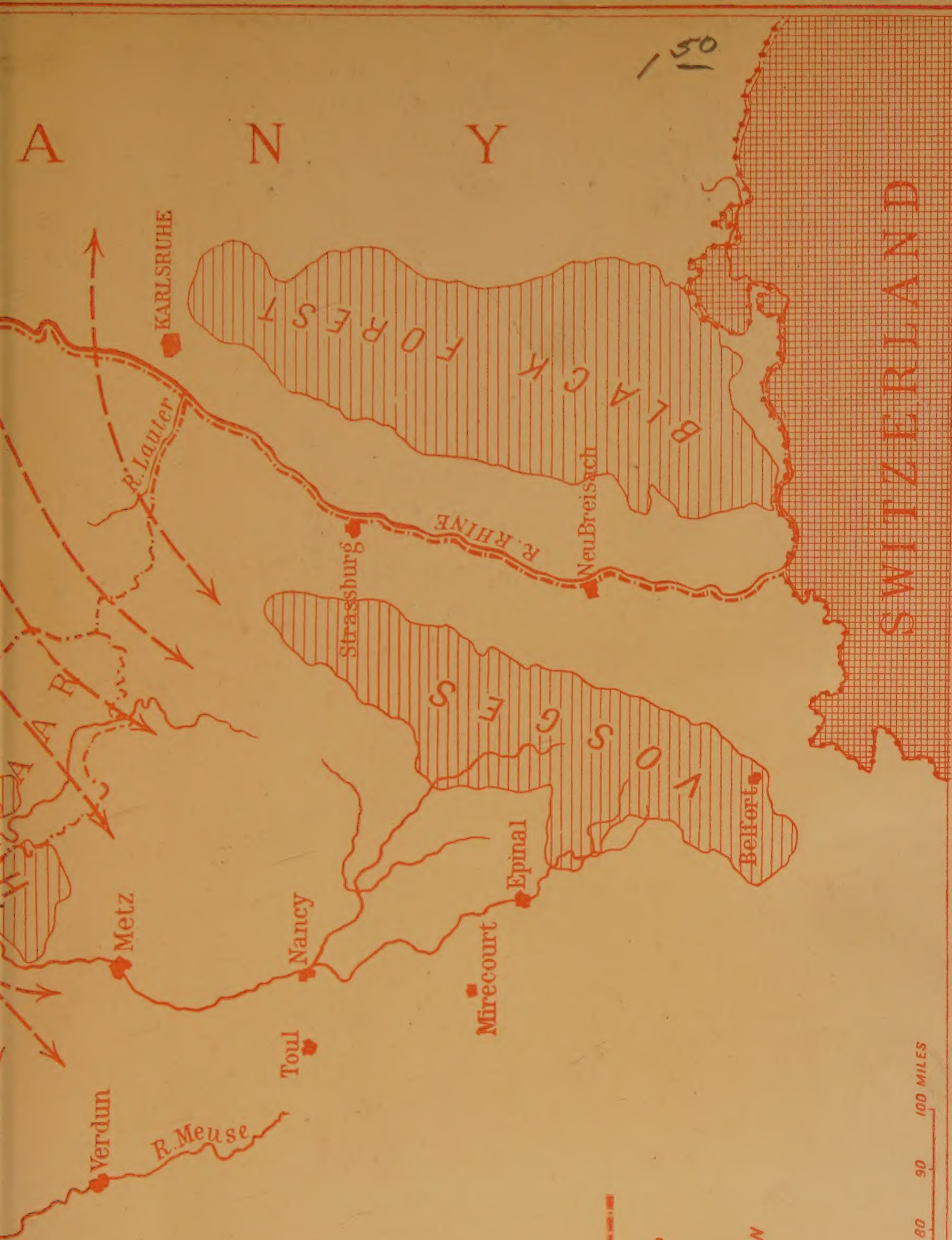 1 50
A N Y
KARLSRUHE
BLACK FOREST
SWITZERLAND
R. Lauter
R. RHINE
Strassburg
NeuBreisach
VOSGES
A A R
Belfort
Epinal
Metz
Nancy
Mirecourt
Toul
Verdun
R. Meuse
80 90 100 MILES
N